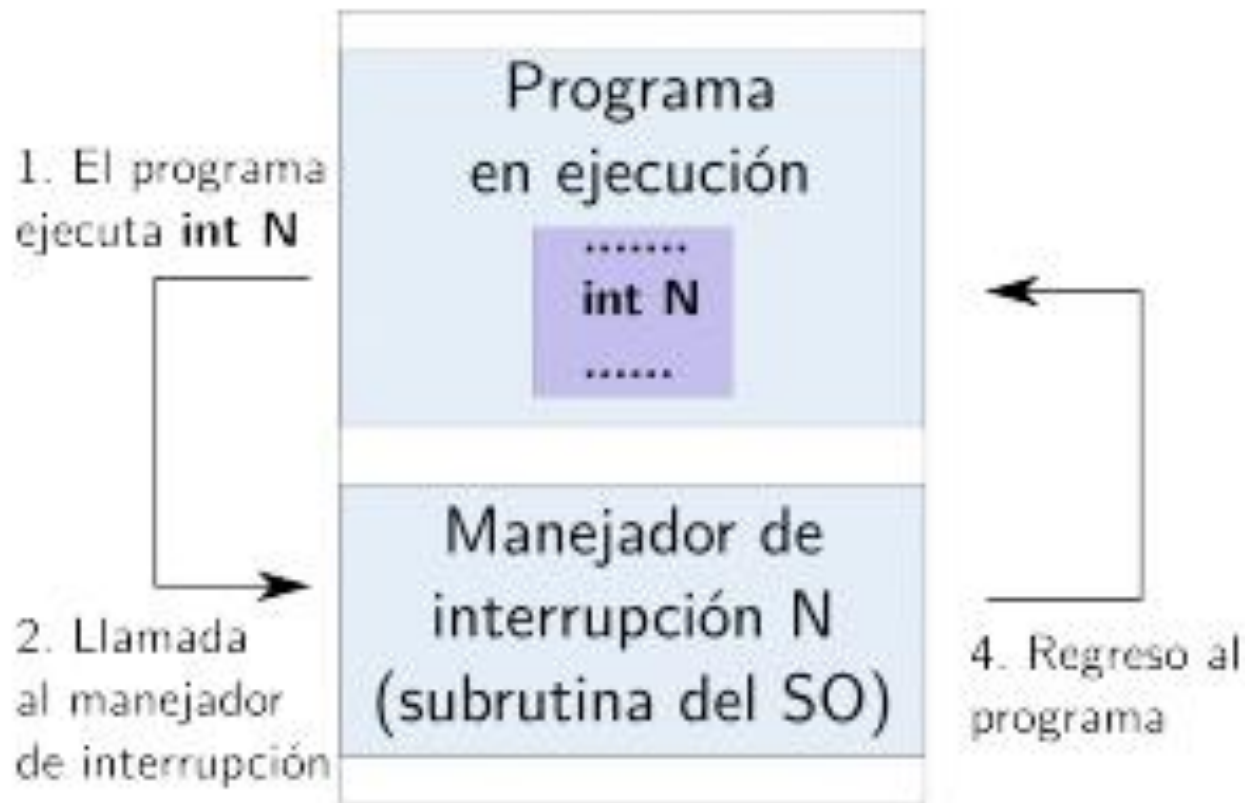 Programa
en ejecución
1. El programa
ejecuta int N
.......
int N
......
Manejador de
interrupción N
(subrutina del SO)
2. Llamada
al manejador
de interrupción
4. Regreso al
programa